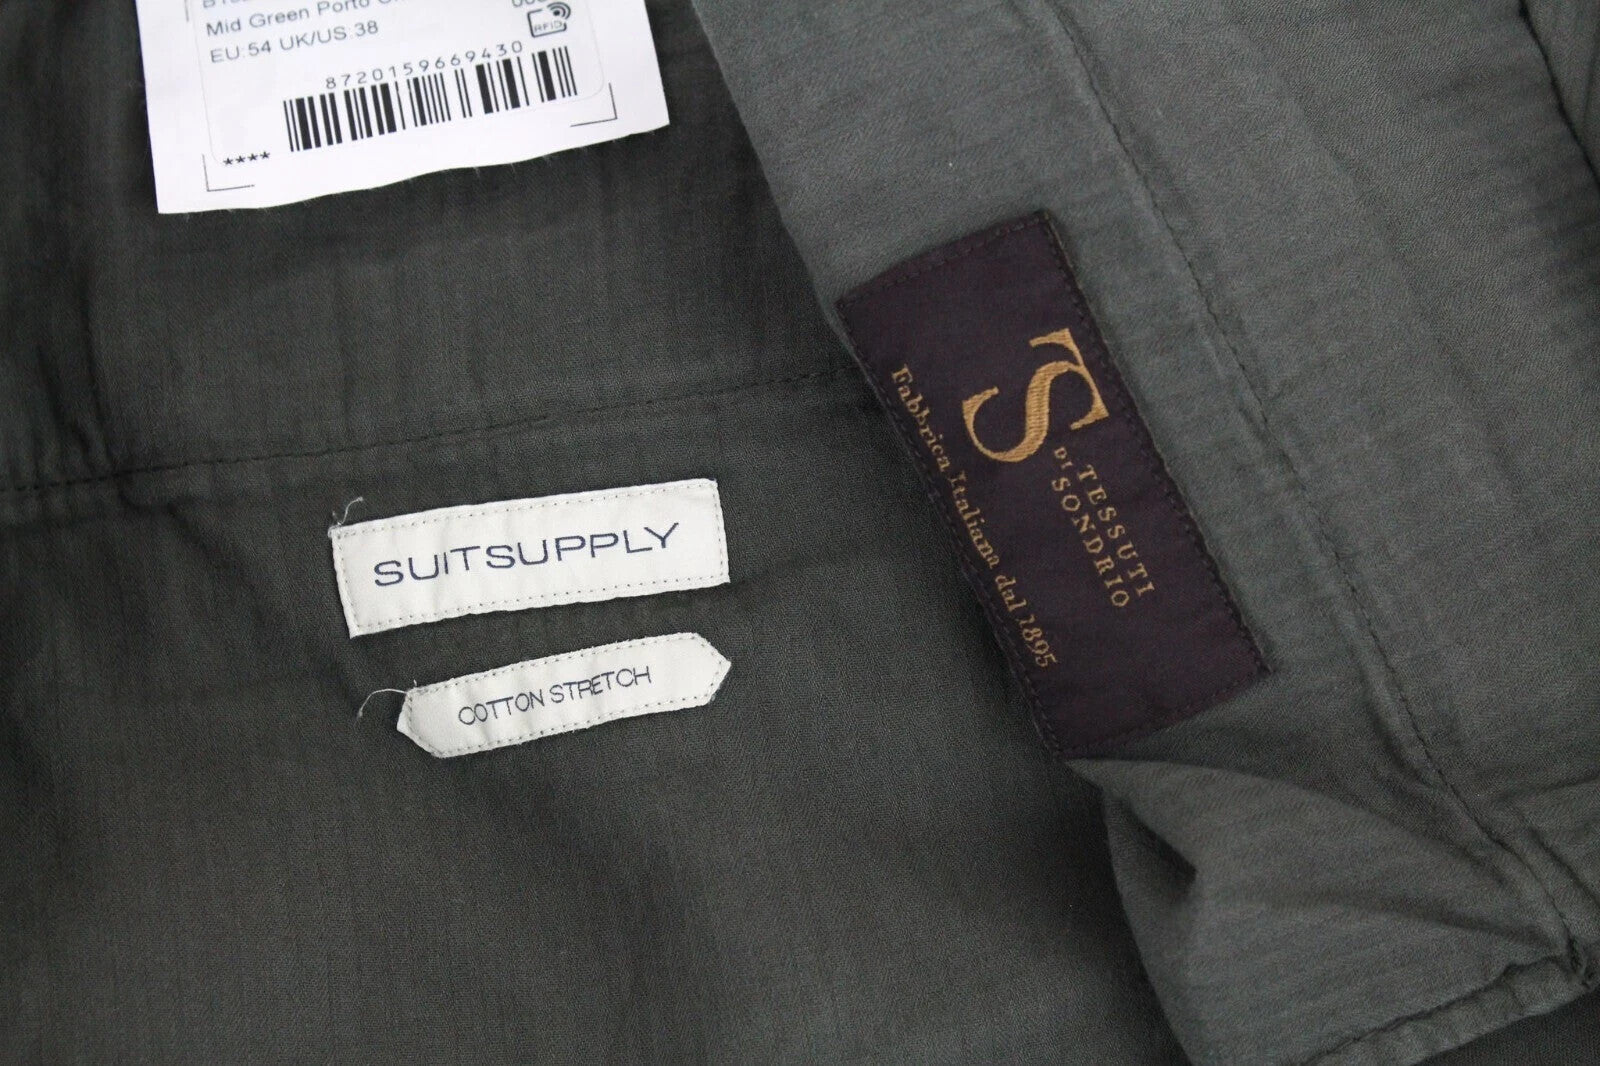 Mid Green Porto
EU:54 UK/US:38
RFID
8720159669430
****
SUITSUPPLY
COTTON STRETCH
TS
TESSUTI
DI SONDRIO
Fabbrica Italiana dal 1895